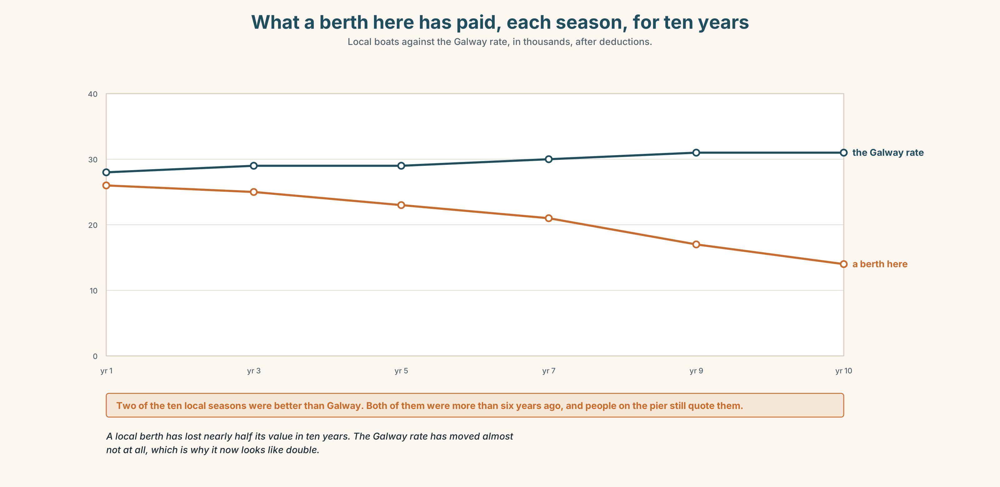 What a berth here has paid, each season, for ten years
Local boats against the Galway rate, in thousands, after deductions.
40
30
20
10
0
the Galway rate
a berth here
yr 1
yr 3
yr 5
yr 7
yr 9
yr 10
Two of the ten local seasons were better than Galway. Both of them were more than six years ago, and people on the pier still quote them.
A local berth has lost nearly half its value in ten years. The Galway rate has moved almost
not at all, which is why it now looks like double.